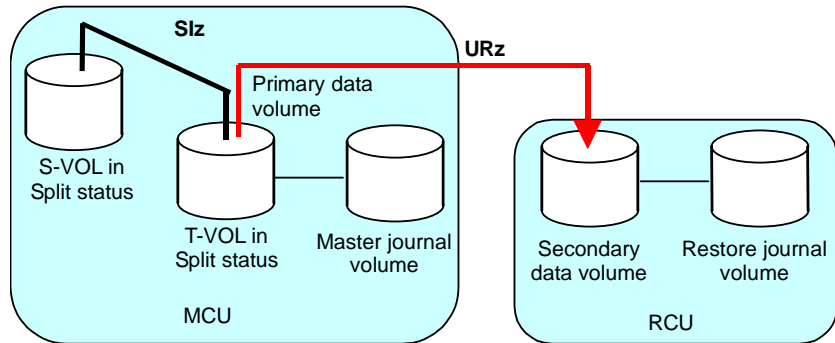 SIz
URz
Primary data
volume
S-VOL in
Split status
T-VOL in
Split status
Master journal
volume
MCU
Secondary
data volume
Restore journal
volume
RCU